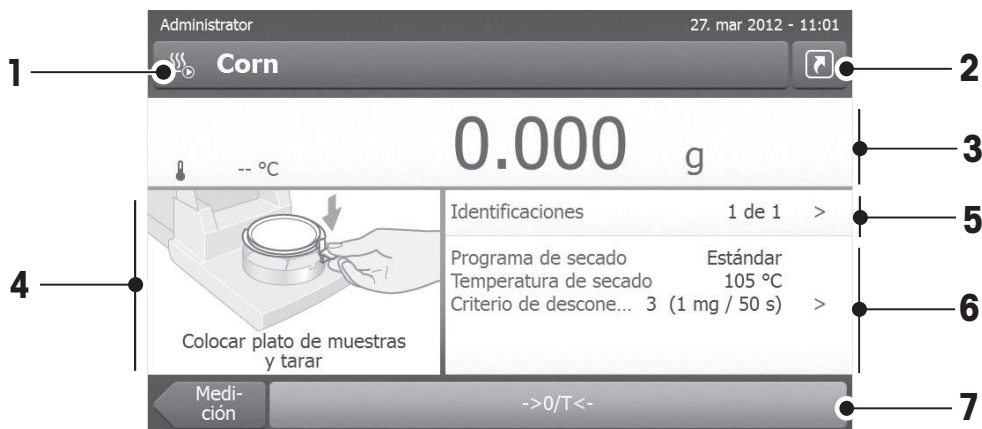 Administrator
27. mar 2012 - 11:01
1
Corn
2
0.000 g
3
-- °C
4
Identificaciones 1 de 1 >
5
Programa de secado Estándar
Temperatura de secado 105 °C
Criterio de descone... 3 (1 mg / 50 s) >
6
Colocar plato de muestras
y tarar
Medi-
ción
->0/T<-
7